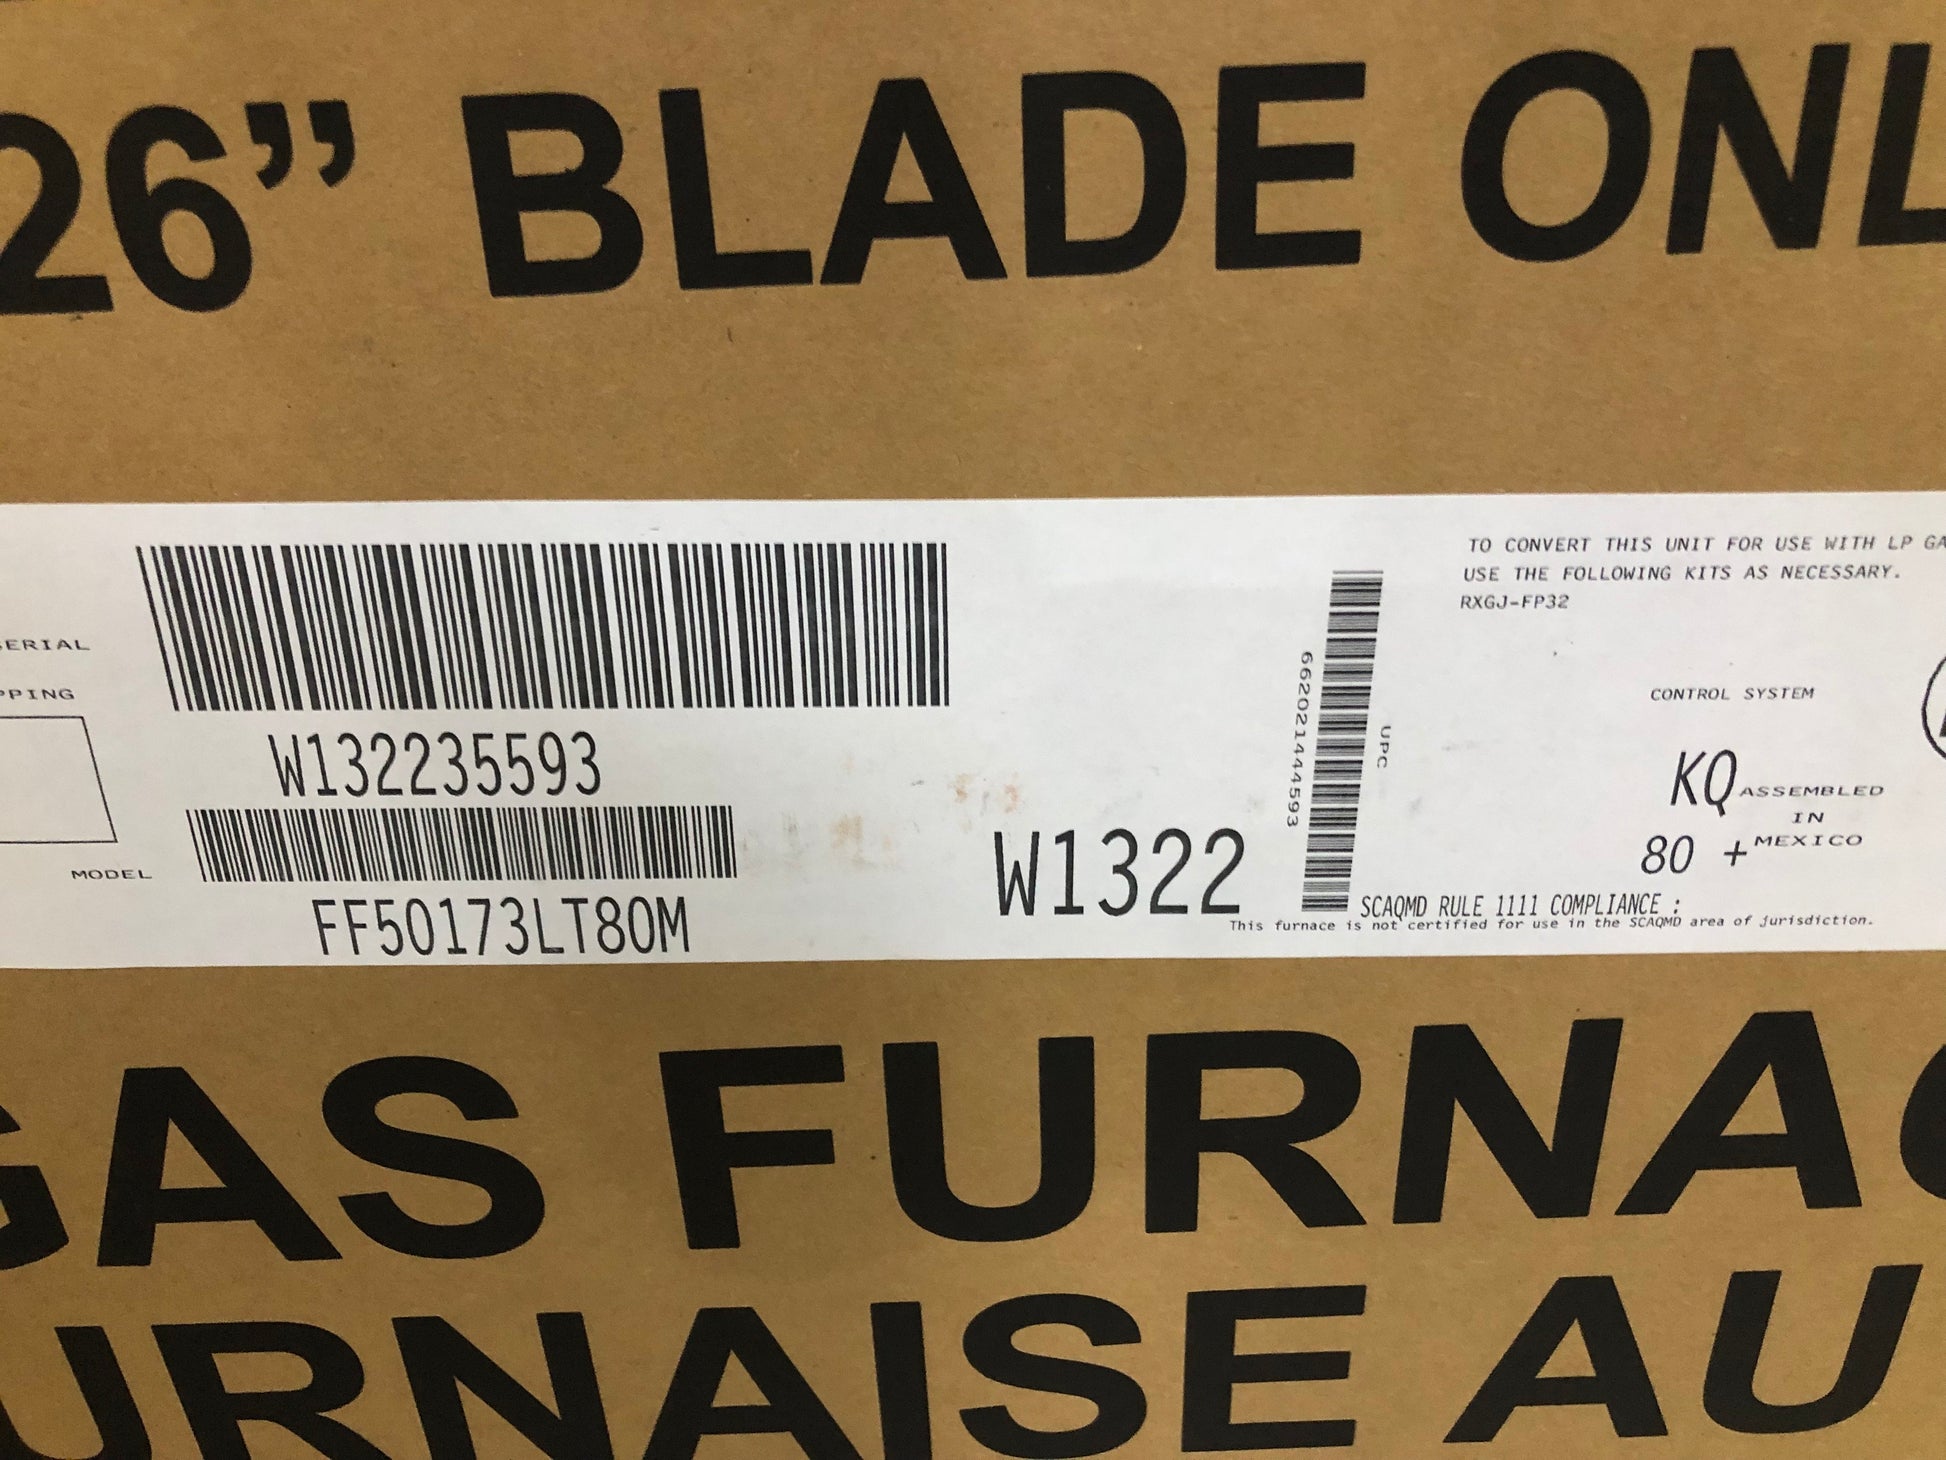 26” BLADE ONL
TO CONVERT THIS UNIT FOR USE WITH LP GA
USE THE FOLLOWING KITS AS NECESSARY.
RXGJ-FP32
SERIAL
PPING
W132235593
MODEL
FF50173LT80M
W1322
662021444593
UPC
CONTROL SYSTEM
KQ
ASSEMBLED
IN
MEXICO
80 +
SCAQMD RULE 1111 COMPLIANCE :
This furnace is not certified for use in the SCAQMD area of jurisdiction.
GAS FURNAC
URNAISE AU